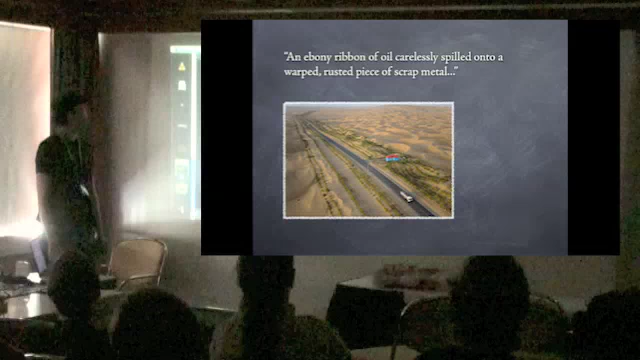 “An ebony ribbon of oil carelessly spilled onto a
warped, rusted piece of scrap metal...”